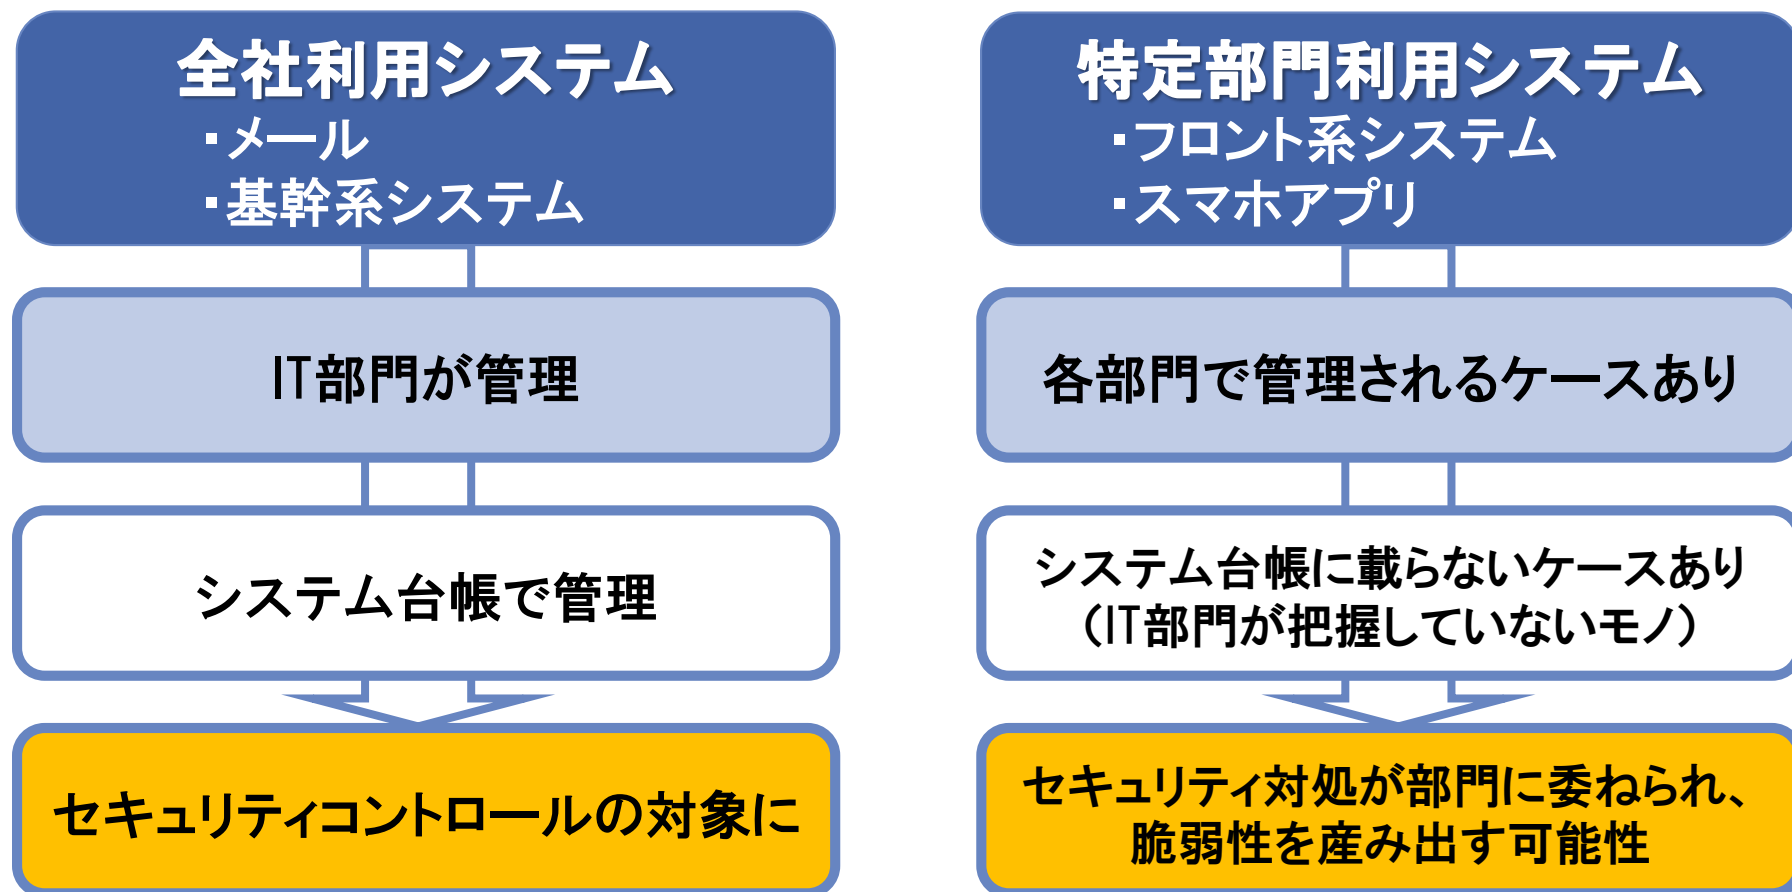 全社利用システム
・メール
・基幹系システム
IT部門が管理
システム台帳で管理
セキュリティコントロールの対象に
特定部門利用システム
・フロント系システム
・スマホアプリ
各部門で管理されるケースあり
システム台帳に載らないケースあり
（IT部門が把握していないモノ）
セキュリティ対処が部門に委ねられ、
脆弱性を産み出す可能性